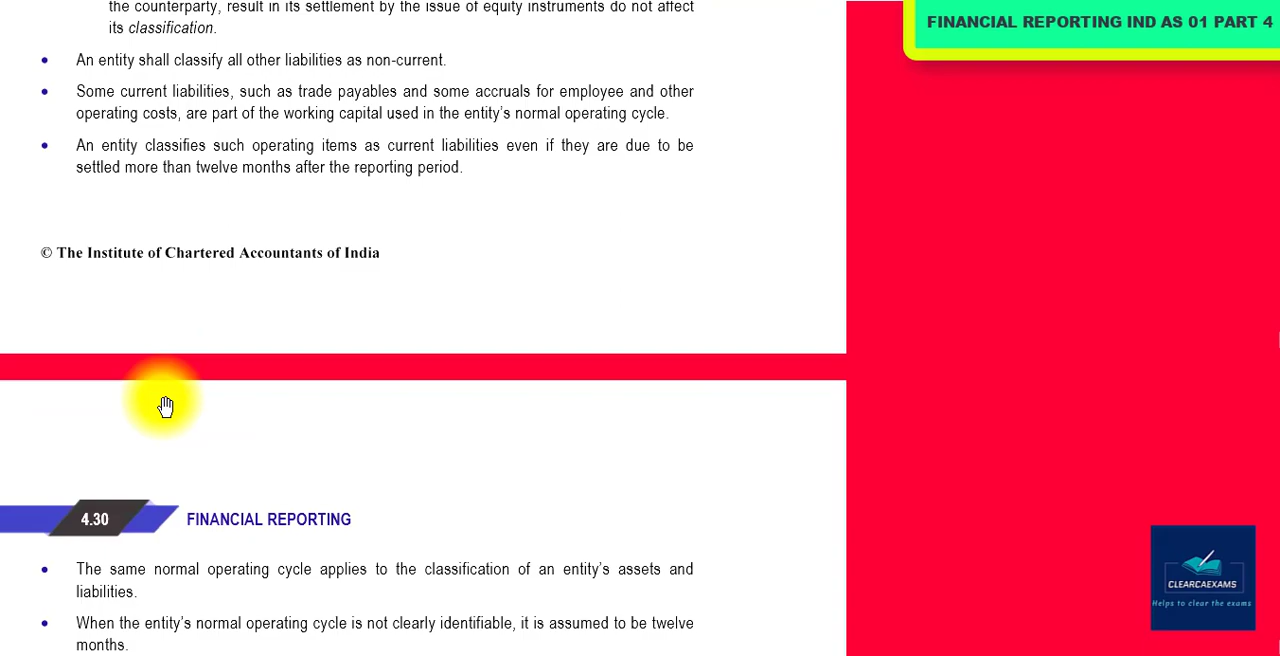 the counterparty, result in its settlement by the issue of equity instruments do not affect
its classification.
• An entity shall classify all other liabilities as non-current.
• Some current liabilities, such as trade payables and some accruals for employee and other
operating costs, are part of the working capital used in the entity's normal operating cycle.
• An entity classifies such operating items as current liabilities even if they are due to be
settled more than twelve months after the reporting period.
© The Institute of Chartered Accountants of India
4.30 FINANCIAL REPORTING
• The same normal operating cycle applies to the classification of an entity's assets and
liabilities.
• When the entity's normal operating cycle is not clearly identifiable, it is assumed to be twelve
months.
FINANCIAL REPORTING IND AS 01 PART 4
CLEARCAEXAMS
Helps to clear the exams